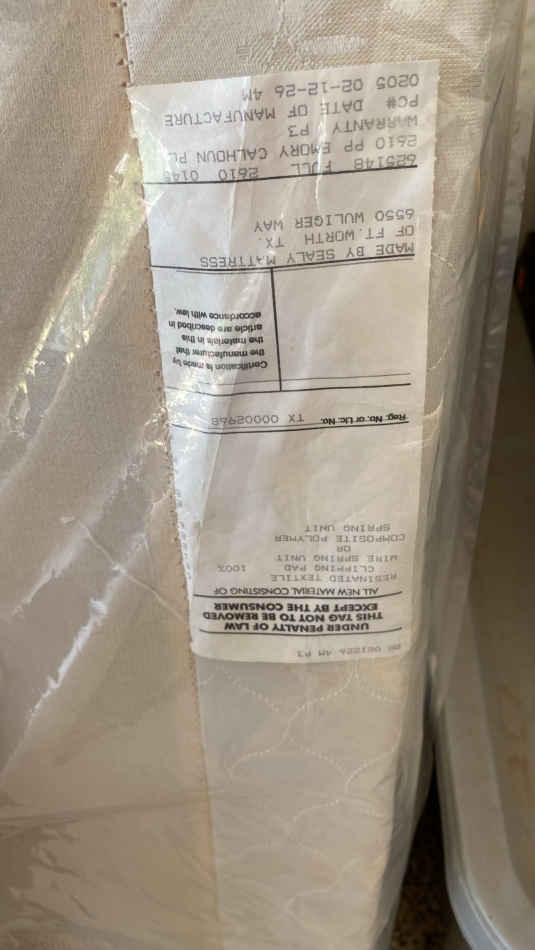 UNDER PENALTY OF LAW
THIS TAG NOT TO BE REMOVED
EXCEPT BY THE CONSUMER
ALL NEW MATERIAL CONSISTING OF
RESINATED TEXTILE
CLIPPING PAD 100%
WIRE SPRING UNIT
OR
COMPOSITE POLYMER
SPRING UNIT
Reg. No. or Lic. No. TX 00002968
Certification is made by
the manufacturer that
the materials in this
article are described in
accordance with law.
MADE BY SEALY MATTRESS
OF FT.WORTH TX.
6550 WULIGER WAY
625148 FULL 2610
2610 PP EMORY CALHOUN
WARRANTY P3
PC# DATE OF MANUFACTURE
0205 02-12-26 4M